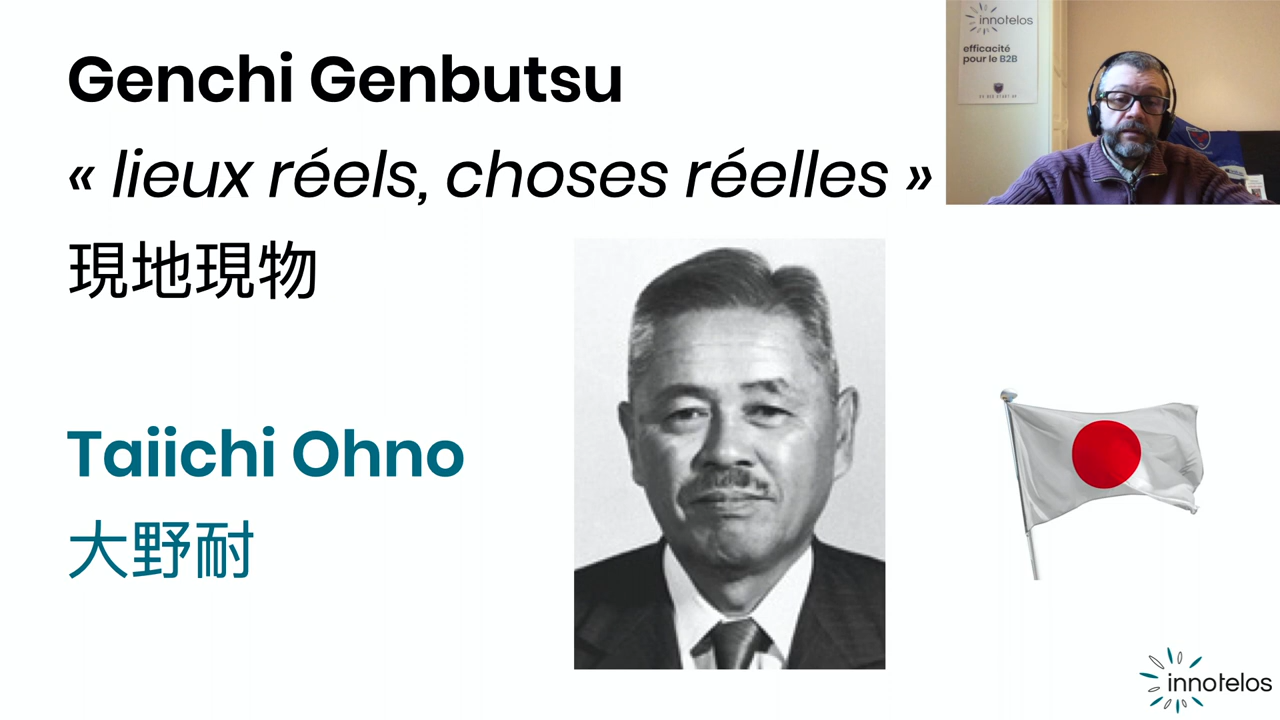 Genchi Genbutsu
« lieux réels, choses réelles »
現地現物
Taiichi Ohno
大野耐
innotelos
efficacité
pour le B2B
innotelos